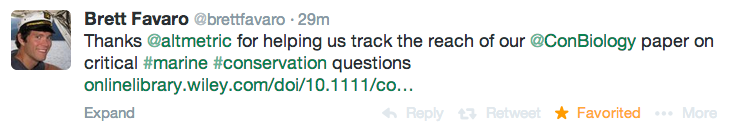 Brett Favaro @brettfavaro · 29m
Thanks @altmetric for helping us track the reach of our @ConBiology paper on
critical #marine #conservation questions
onlinelibrary.wiley.com/doi/10.1111/co…
Expand Reply Retweet Favorited More